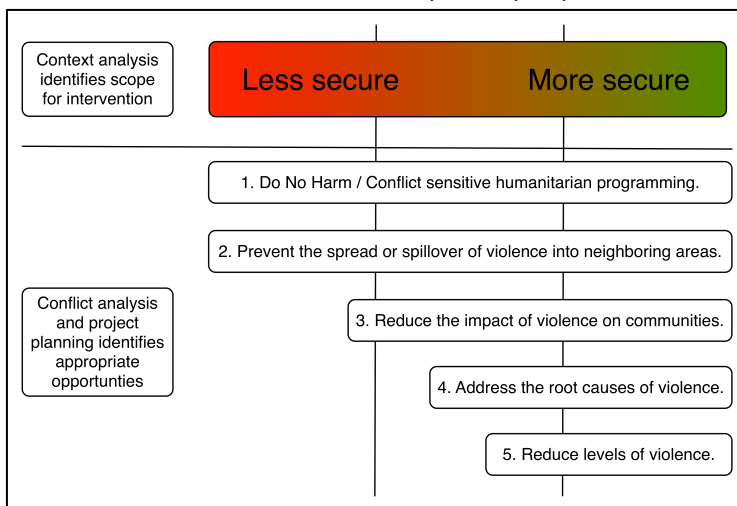 Context analysis
identifies scope
for intervention
Less secure
More secure
1. Do No Harm / Conflict sensitive humanitarian programming.
2. Prevent the spread or spillover of violence into neighboring areas.
Conflict analysis
and project
planning identifies
appropriate
opportunties
3. Reduce the impact of violence on communities.
4. Address the root causes of violence.
5. Reduce levels of violence.